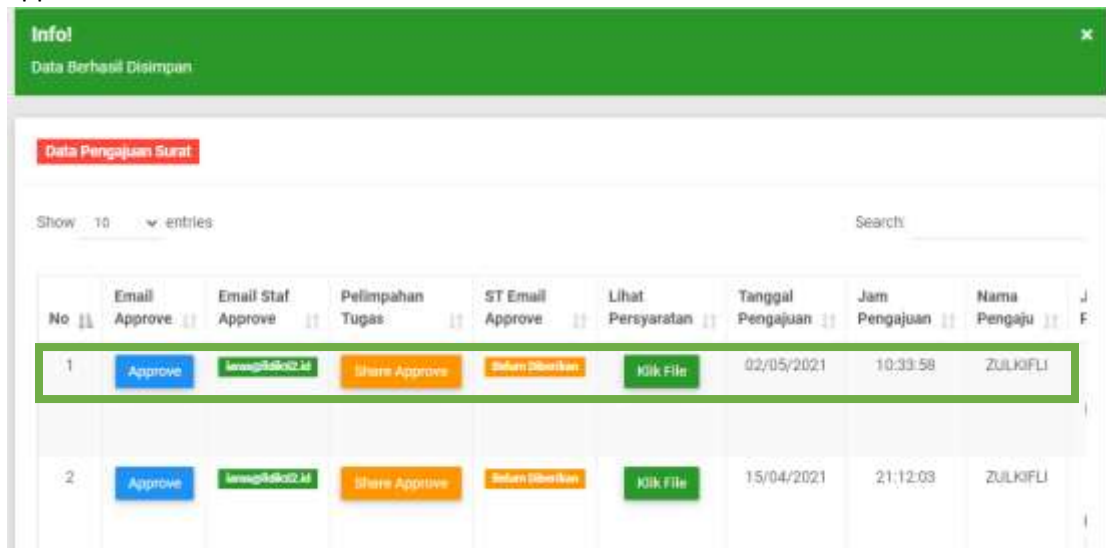 Info!
Data Berhasil Disimpan
Data Pengajuan Surat
Show 10 entries
Search:
No
Email Approve
Email Staf Approve
Pelimpahan Tugas
ST Email Approve
Lihat Persyaratan
Tanggal Pengajuan
Jam Pengajuan
Nama Pengaju
1 Approve Share Approve Belum Diberikan Klik File 02/05/2021 10:33:58 ZULKIFLI
2 Approve Share Approve Belum Diberikan Klik File 15/04/2021 21:12:03 ZULKIFLI